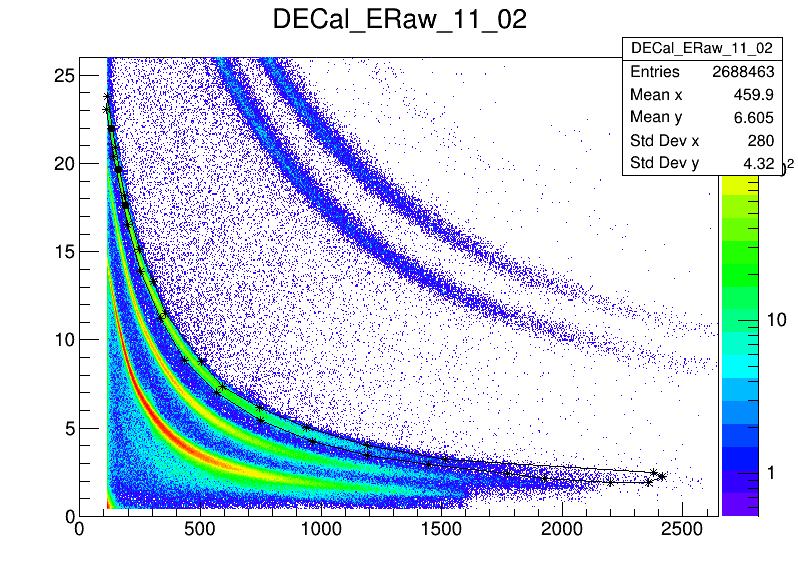 DECal_ERaw_11_02
DECal_ERaw_11_02
Entries 2688463
Mean x 459.9
Mean y 6.605
Std Dev x 280
Std Dev y 4.32
25
20
15
10
5
0
0 500 1000 1500 2000 2500
10
1